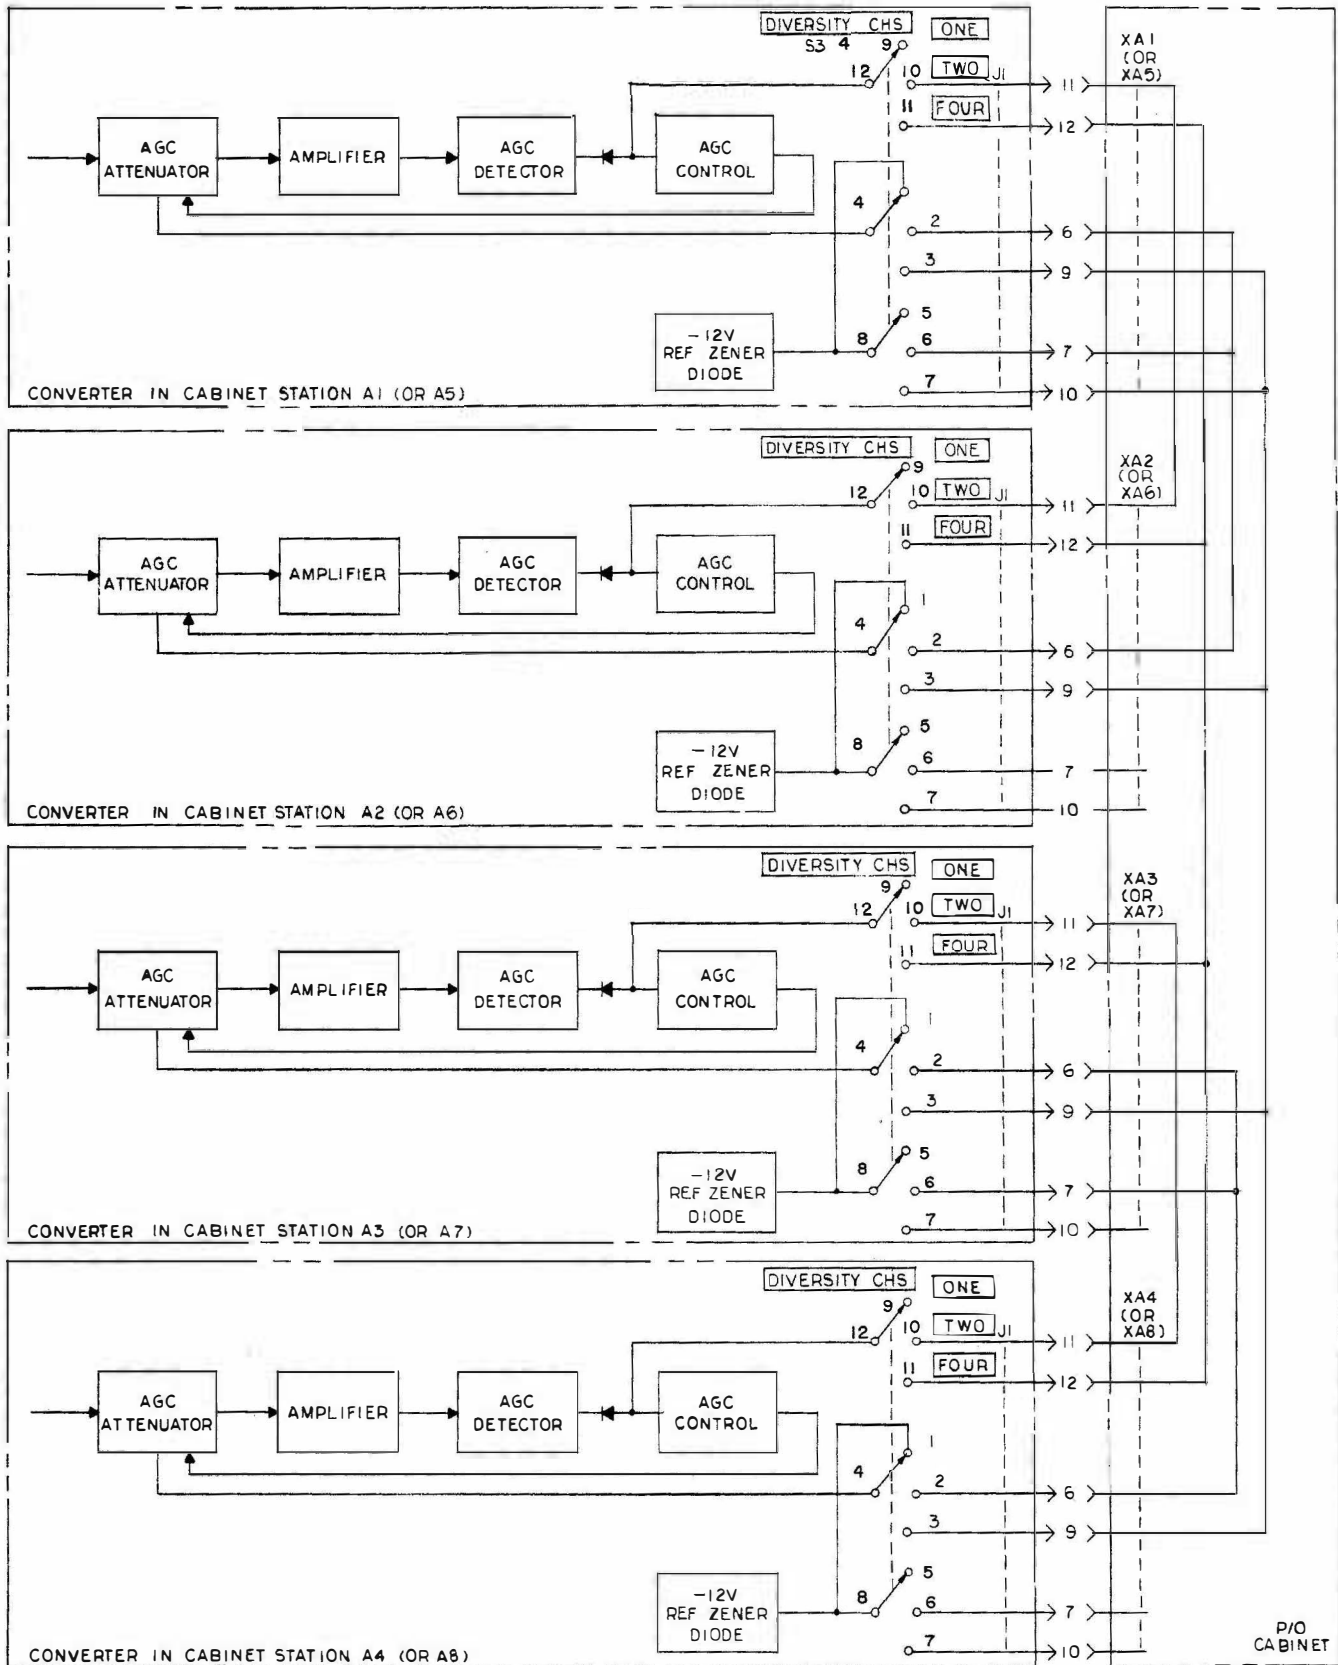 DIVERSITY CHS
S3 4 9 ONE
12 10 TWO J1 11
11 FOUR 12
XA1
(OR
XA5)
AGC
ATTENUATOR
AMPLIFIER
AGC
DETECTOR
AGC
CONTROL
4 2 6
3 9
5
-12V
REF ZENER
DIODE
8 6 7
7 10
CONVERTER IN CABINET STATION A1 (OR A5)
DIVERSITY CHS
9 ONE
12 10 TWO J1 11
11 FOUR 12
XA2
(OR
XA6)
AGC
ATTENUATOR
AMPLIFIER
AGC
DETECTOR
AGC
CONTROL
1
4 2 6
3 9
5
-12V
REF ZENER
DIODE
8 6 7
7 10
CONVERTER IN CABINET STATION A2 (OR A6)
DIVERSITY CHS
9 ONE
12 10 TWO J1 11
11 FOUR 12
XA3
(OR
XA7)
AGC
ATTENUATOR
AMPLIFIER
AGC
DETECTOR
AGC
CONTROL
1
4 2 6
3 9
5
-12V
REF ZENER
DIODE
8 6 7
7 10
CONVERTER IN CABINET STATION A3 (OR A7)
DIVERSITY CHS
9 ONE
12 10 TWO J1 11
11 FOUR 12
XA4
(OR
XA8)
AGC
ATTENUATOR
AMPLIFIER
AGC
DETECTOR
AGC
CONTROL
1
4 2 6
3 9
5
-12V
REF ZENER
DIODE
8 6 7
7 10
CONVERTER IN CABINET STATION A4 (OR A8)
P/O
CABINET